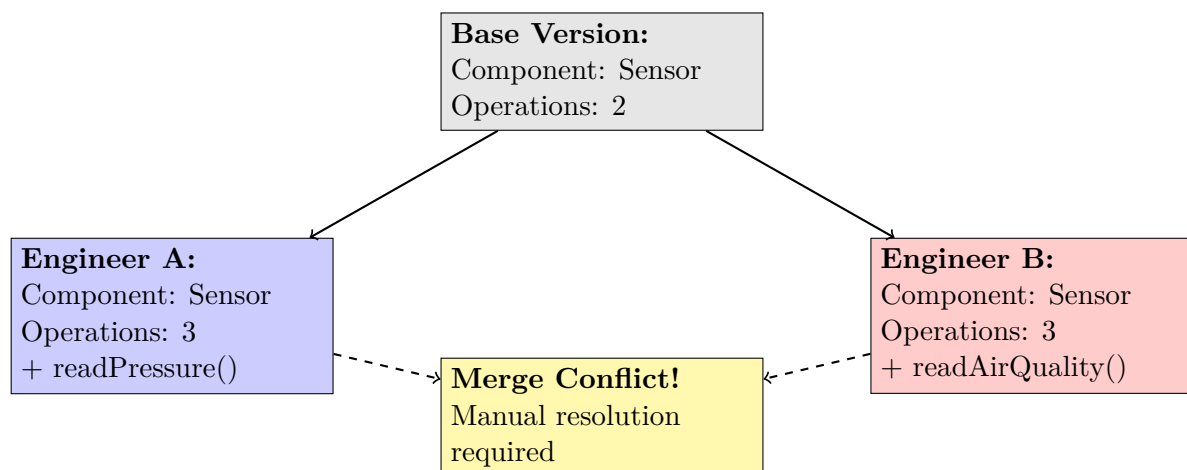 Base Version:
Component: Sensor
Operations: 2
Engineer A:
Component: Sensor
Operations: 3
+ readPressure()
Engineer B:
Component: Sensor
Operations: 3
+ readAirQuality()
Merge Conflict!
Manual resolution
required